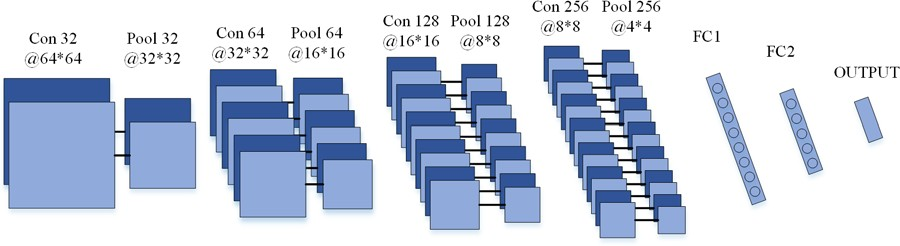 Con 32
@64*64
Pool 32
@32*32
Con 64
@32*32
Pool 64
@16*16
Con 128
@16*16
Pool 128
@8*8
Con 256
@8*8
Pool 256
@4*4
FC1
FC2
OUTPUT